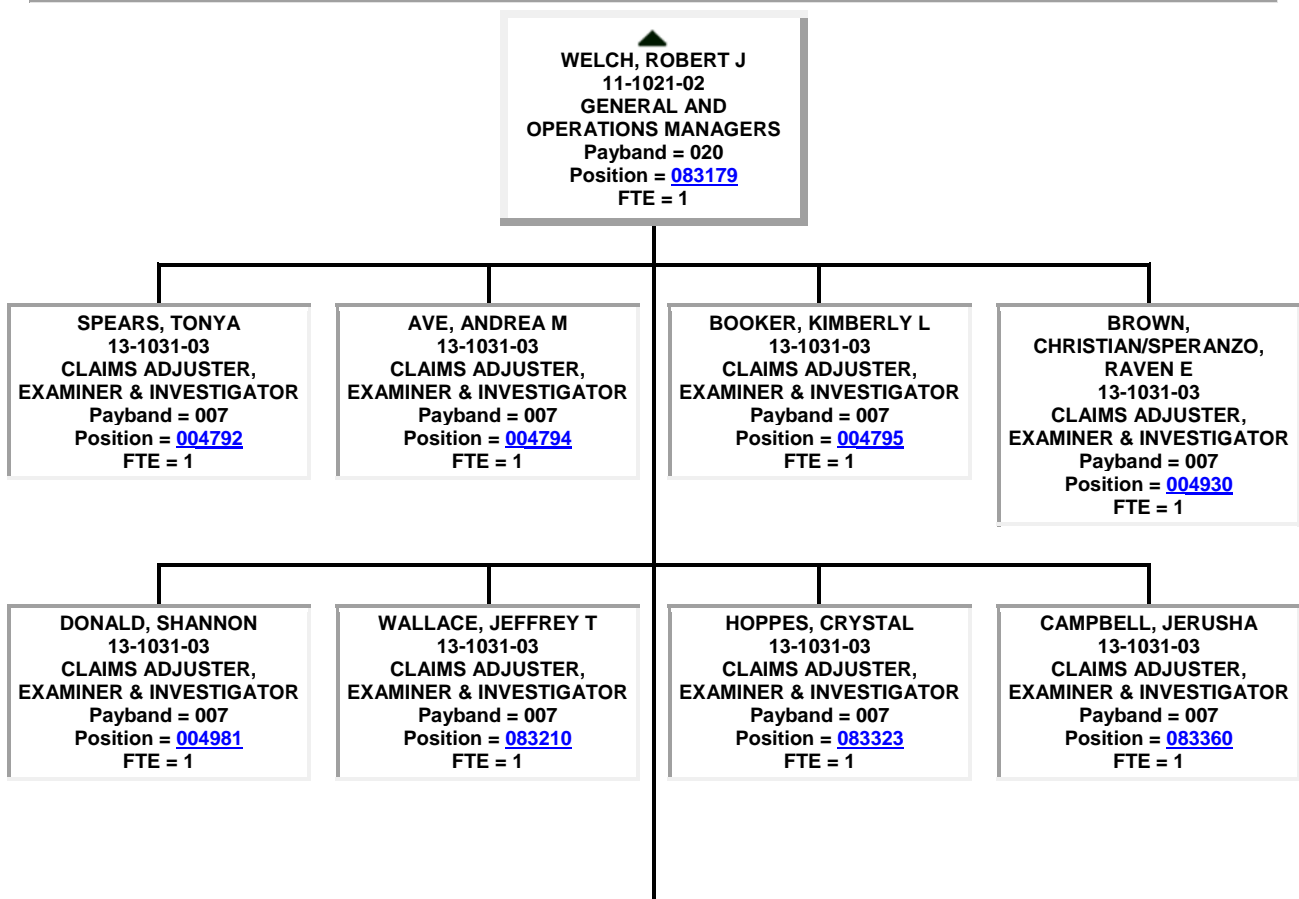 WELCH, ROBERT J
11-1021-02
GENERAL AND
OPERATIONS MANAGERS
Payband = 020
Position = 083179
FTE = 1
SPEARS, TONYA
13-1031-03
CLAIMS ADJUSTER,
EXAMINER & INVESTIGATOR
Payband = 007
Position = 004792
FTE = 1
AVE, ANDREA M
13-1031-03
CLAIMS ADJUSTER,
EXAMINER & INVESTIGATOR
Payband = 007
Position = 004794
FTE = 1
BOOKER, KIMBERLY L
13-1031-03
CLAIMS ADJUSTER,
EXAMINER & INVESTIGATOR
Payband = 007
Position = 004795
FTE = 1
BROWN,
CHRISTIAN/SPERANZO,
RAVEN E
13-1031-03
CLAIMS ADJUSTER,
EXAMINER & INVESTIGATOR
Payband = 007
Position = 004930
FTE = 1
DONALD, SHANNON
13-1031-03
CLAIMS ADJUSTER,
EXAMINER & INVESTIGATOR
Payband = 007
Position = 004981
FTE = 1
WALLACE, JEFFREY T
13-1031-03
CLAIMS ADJUSTER,
EXAMINER & INVESTIGATOR
Payband = 007
Position = 083210
FTE = 1
HOPPES, CRYSTAL
13-1031-03
CLAIMS ADJUSTER,
EXAMINER & INVESTIGATOR
Payband = 007
Position = 083323
FTE = 1
CAMPBELL, JERUSHA
13-1031-03
CLAIMS ADJUSTER,
EXAMINER & INVESTIGATOR
Payband = 007
Position = 083360
FTE = 1